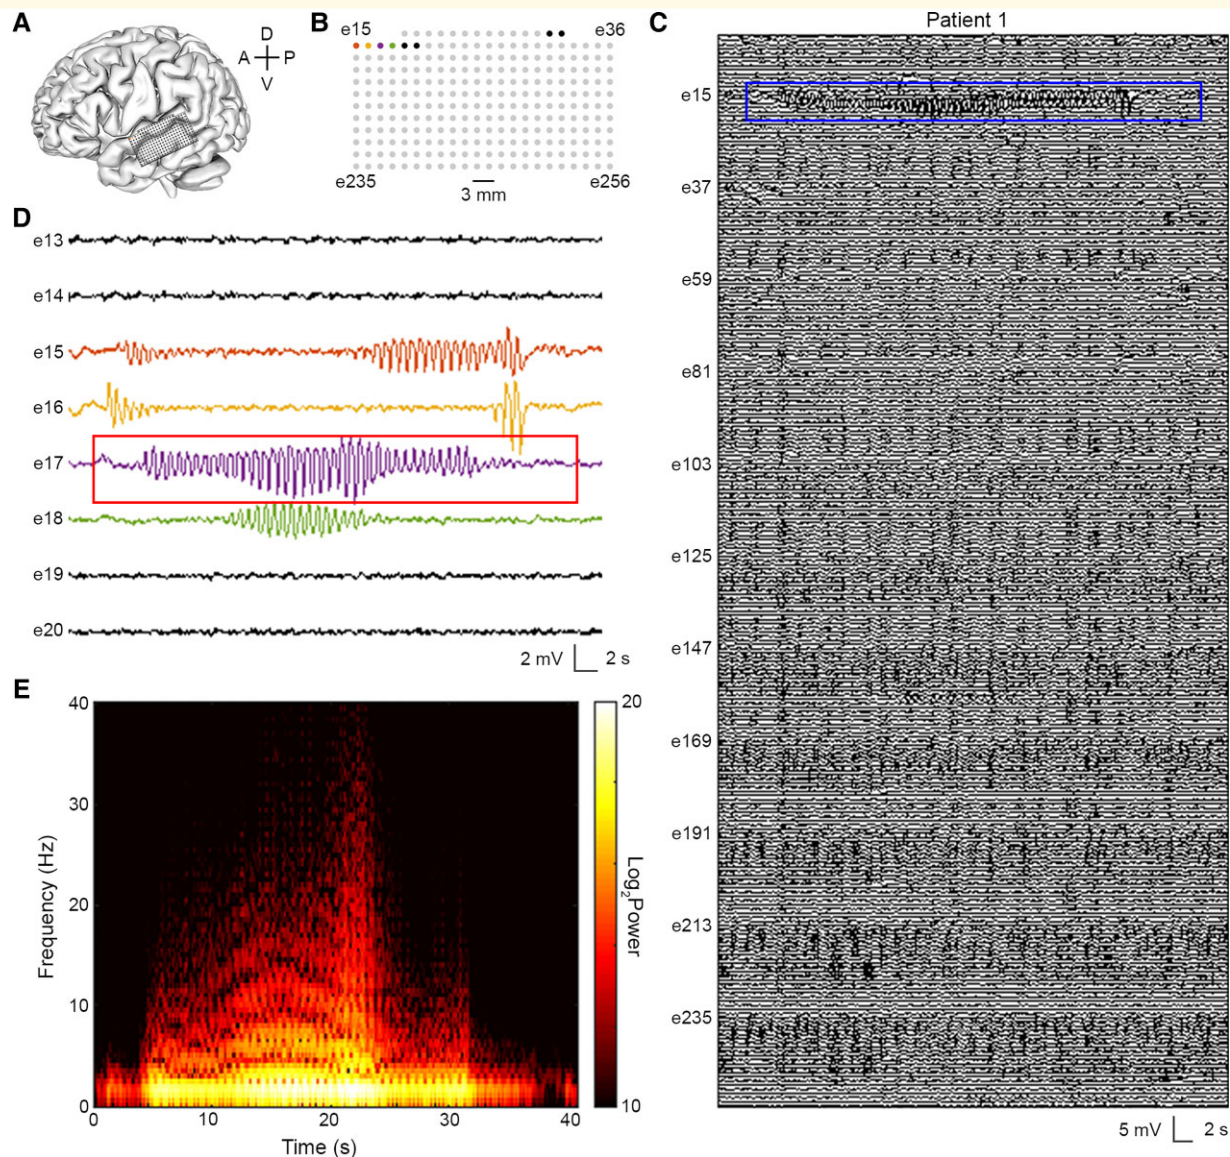 A
D
A P
V
B
e15 e36
e235 e256
3 mm
C
Patient 1
e15
e37
e59
e81
e103
e125
e147
e169
e191
e213
e235
5 mV 2 s
D
e13
e14
e15
e16
e17
e18
e19
e20
2 mV 2 s
E
40
30
20
10
0
Frequency (Hz)
0 10 20 30 40
Time (s)
20
10
Log₂Power